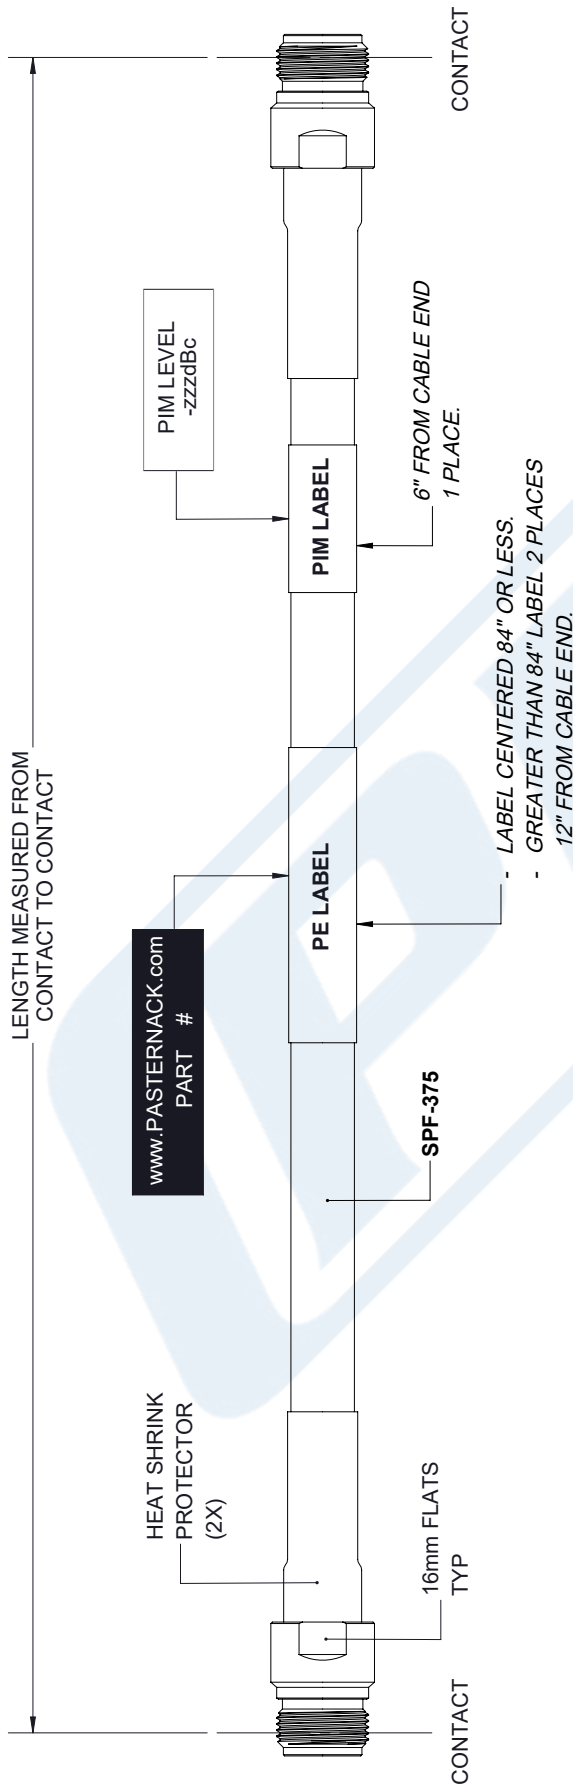 LENGTH MEASURED FROM
CONTACT TO CONTACT
www.PASTERNACK.com
PART #
PIM LEVEL
-zzzdBc
HEAT SHRINK
PROTECTOR
(2X)
PE LABEL
PIM LABEL
16mm FLATS
TYP
SPF-375
6" FROM CABLE END
1 PLACE.
CONTACT
CONTACT
- LABEL CENTERED 84" OR LESS.
- GREATER THAN 84" LABEL 2 PLACES
12" FROM CABLE END.